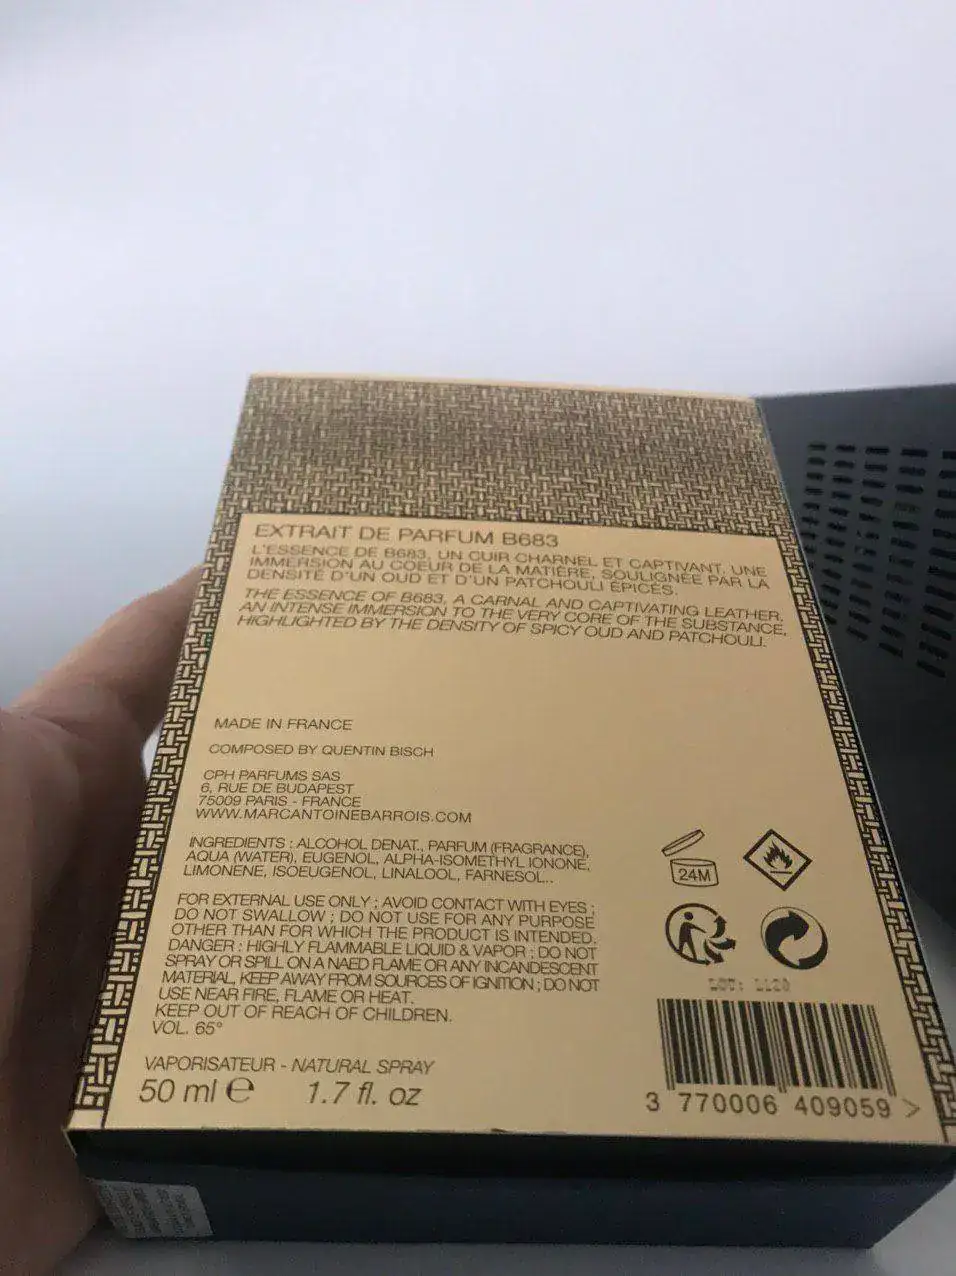 EXTRAIT DE PARFUM B683
L'ESSENCE DE B683, UN CUIR CHARNEL ET CAPTIVANT. UNE
IMMERSION AU COEUR DE LA MATIÈRE, SOULIGNÉE PAR LA
DENSITÉ D'UN OUD ET D'UN PATCHOULI ÉPICÉS.
THE ESSENCE OF B683, A CARNAL AND CAPTIVATING LEATHER.
AN INTENSE IMMERSION TO THE VERY CORE OF THE SUBSTANCE,
HIGHLIGHTED BY THE DENSITY OF SPICY OUD AND PATCHOULI.
MADE IN FRANCE
COMPOSED BY QUENTIN BISCH
CPH PARFUMS SAS
6, RUE DE BUDAPEST
75009 PARIS - FRANCE
WWW.MARCANTOINEBARROIS.COM
INGREDIENTS : ALCOHOL DENAT., PARFUM (FRAGRANCE),
AQUA (WATER), EUGENOL, ALPHA-ISOMETHYL IONONE,
LIMONENE, ISOEUGENOL, LINALOOL, FARNESOL..
FOR EXTERNAL USE ONLY ; AVOID CONTACT WITH EYES ;
DO NOT SWALLOW ; DO NOT USE FOR ANY PURPOSE
OTHER THAN FOR WHICH THE PRODUCT IS INTENDED.
DANGER : HIGHLY FLAMMABLE LIQUID & VAPOR ; DO NOT
SPRAY OR SPILL ON A NAED FLAME OR ANY INCANDESCENT
MATERIAL, KEEP AWAY FROM SOURCES OF IGNITION ; DO NOT
USE NEAR FIRE, FLAME OR HEAT.
KEEP OUT OF REACH OF CHILDREN.
VOL. 65°
VAPORISATEUR - NATURAL SPRAY
50 ml e 1.7 fl. oz
24M
LOT: 1120
3 770006 409059 >